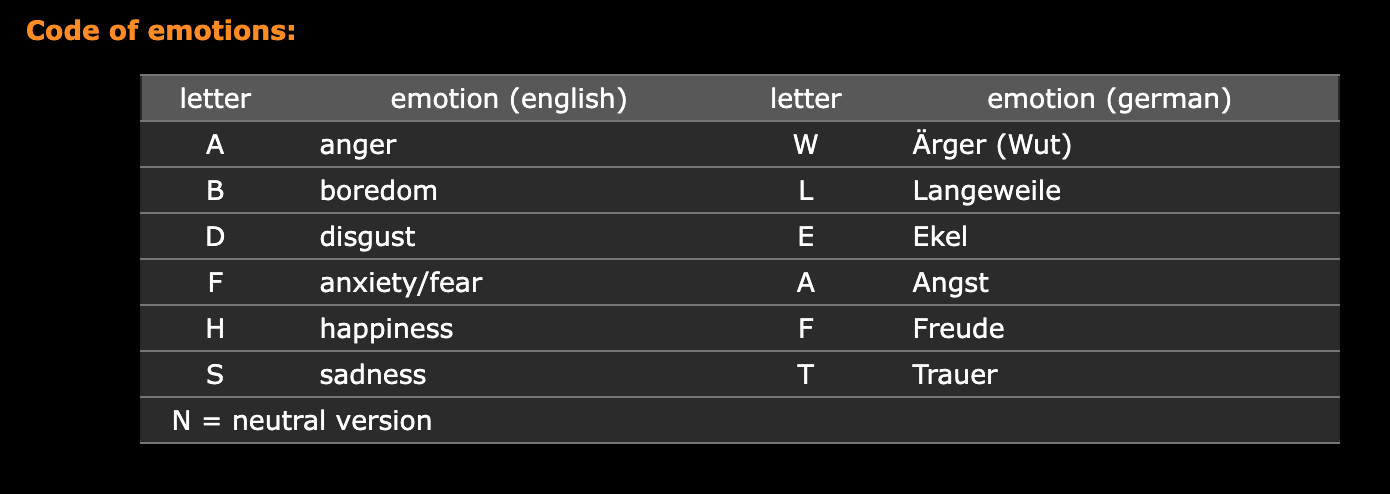 Code of emotions:
letter emotion (english) letter emotion (german)
A anger W Ärger (Wut)
B boredom L Langeweile
D disgust E Ekel
F anxiety/fear A Angst
H happiness F Freude
S sadness T Trauer
N = neutral version